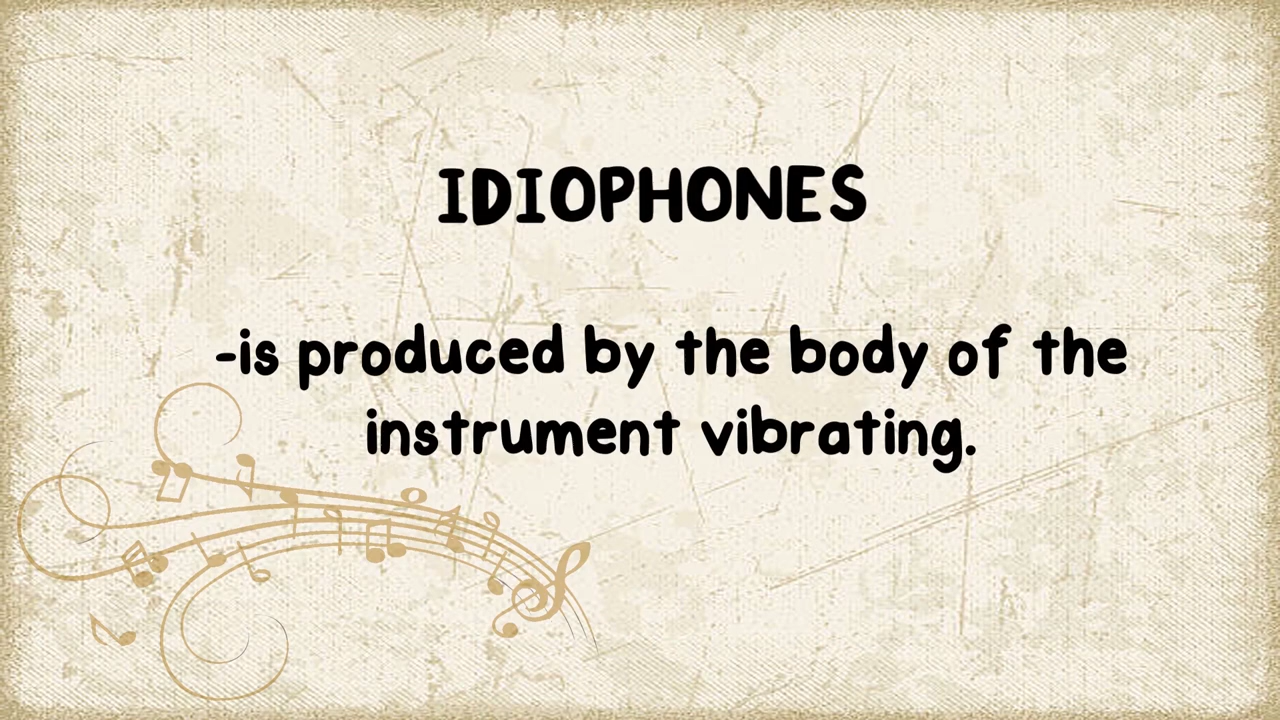 IDIOPHONES
-is produced by the body of the
instrument vibrating.